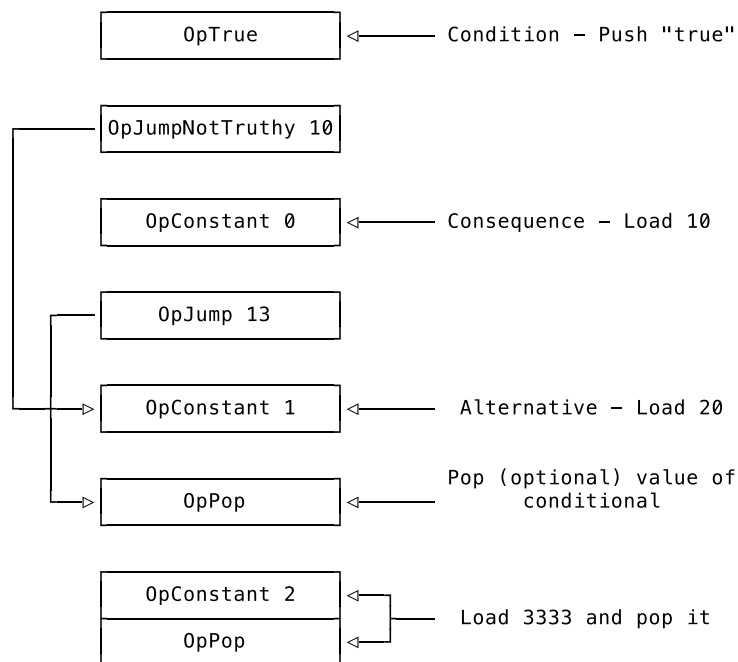 OpTrue
Condition – Push "true"
OpJumpNotTruthy 10
OpConstant 0
Consequence – Load 10
OpJump 13
OpConstant 1
Alternative – Load 20
OpPop
Pop (optional) value of
conditional
OpConstant 2
Load 3333 and pop it
OpPop